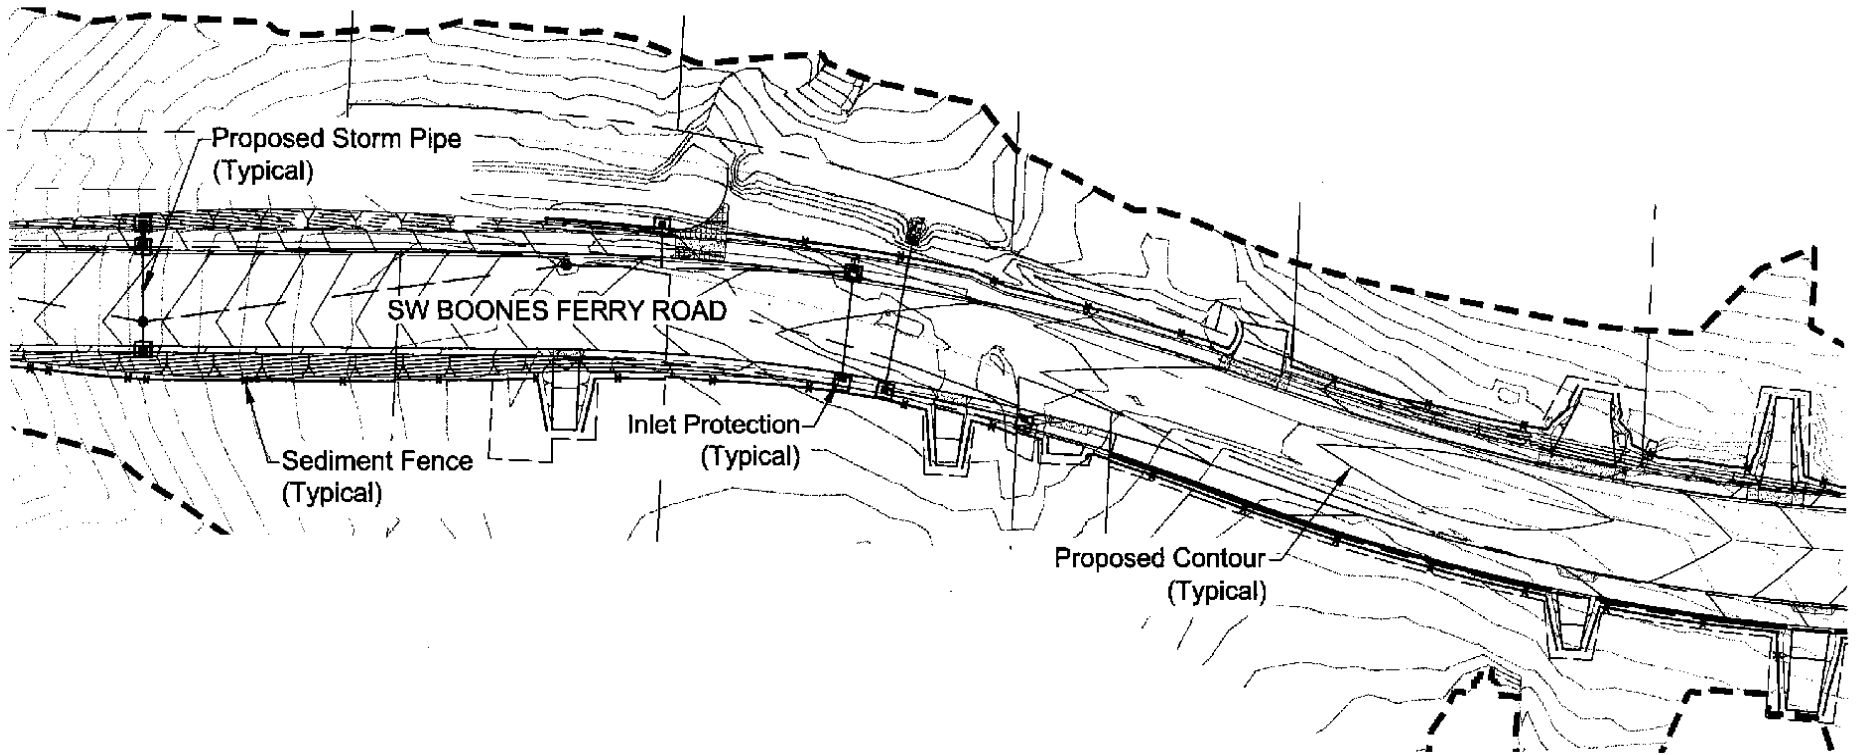 Proposed Storm Pipe
(Typical)
SW BOONES FERRY ROAD
Inlet Protection
(Typical)
Sediment Fence
(Typical)
Proposed Contour
(Typical)